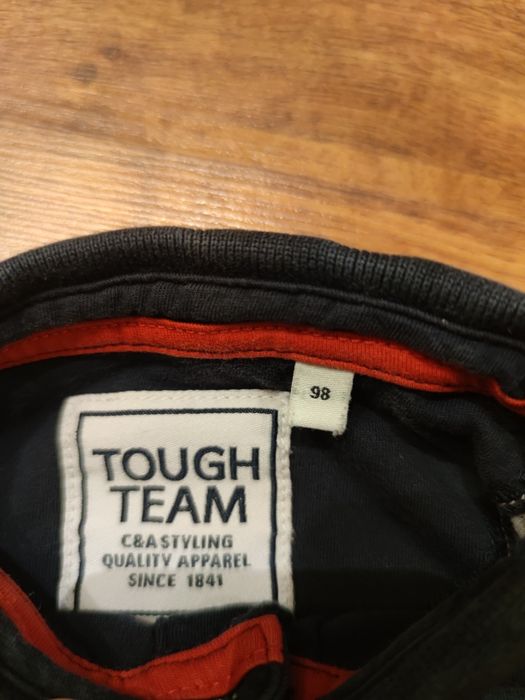 98
TOUGH
TEAM
C&A STYLING
QUALITY APPAREL
SINCE 1841